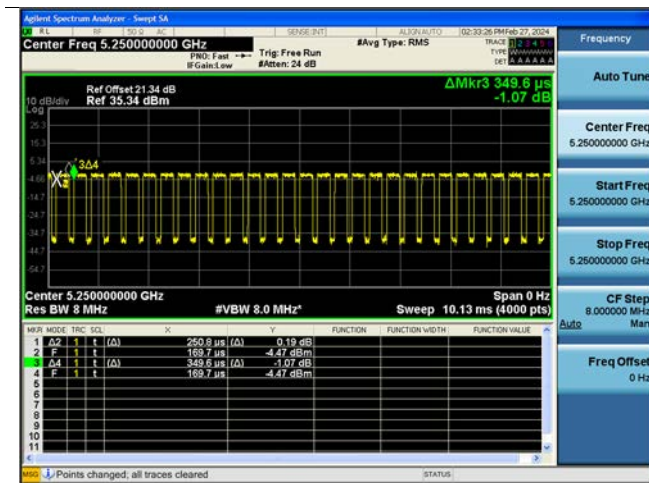 Agilent Spectrum Analyzer - Swept SA
RL RF 50 Ω AC SENSE:INT ALIGN AUTO 02:33:26 PM Feb 27, 2024
Center Freq 5.250000000 GHz
PNO: Fast
IFGain:Low
Trig: Free Run
#Atten: 24 dB
#Avg Type: RMS
TRACE 1 2 3 4 5 6
TYPE
DET A A A A A A
Ref Offset 21.34 dB
Ref 35.34 dBm
10 dB/div
Log
ΔMkr3 349.6 µs
-1.07 dB
25.3
15.3
5.34
-4.66
-14.7
-24.7
-34.7
-44.7
-54.7
3Δ4
Center 5.250000000 GHz
Span 0 Hz
Res BW 8 MHz
#VBW 8.0 MHz*
Sweep 10.13 ms (4000 pts)
MKR MODE TRC SCL X Y FUNCTION FUNCTION WIDTH FUNCTION VALUE
1 Δ2 1 t (Δ) 250.8 µs (Δ) 0.19 dB
2 F 1 t 169.7 µs -4.47 dBm
3 Δ4 1 t (Δ) 349.6 µs (Δ) -1.07 dB
4 F 1 t 169.7 µs -4.47 dBm
5
6
7
8
9
10
11
MSG Points changed; all traces cleared STATUS
Frequency
Auto Tune
Center Freq
5.250000000 GHz
Start Freq
5.250000000 GHz
Stop Freq
5.250000000 GHz
CF Step
8.000000 MHz
Auto Man
Freq Offset
0 Hz